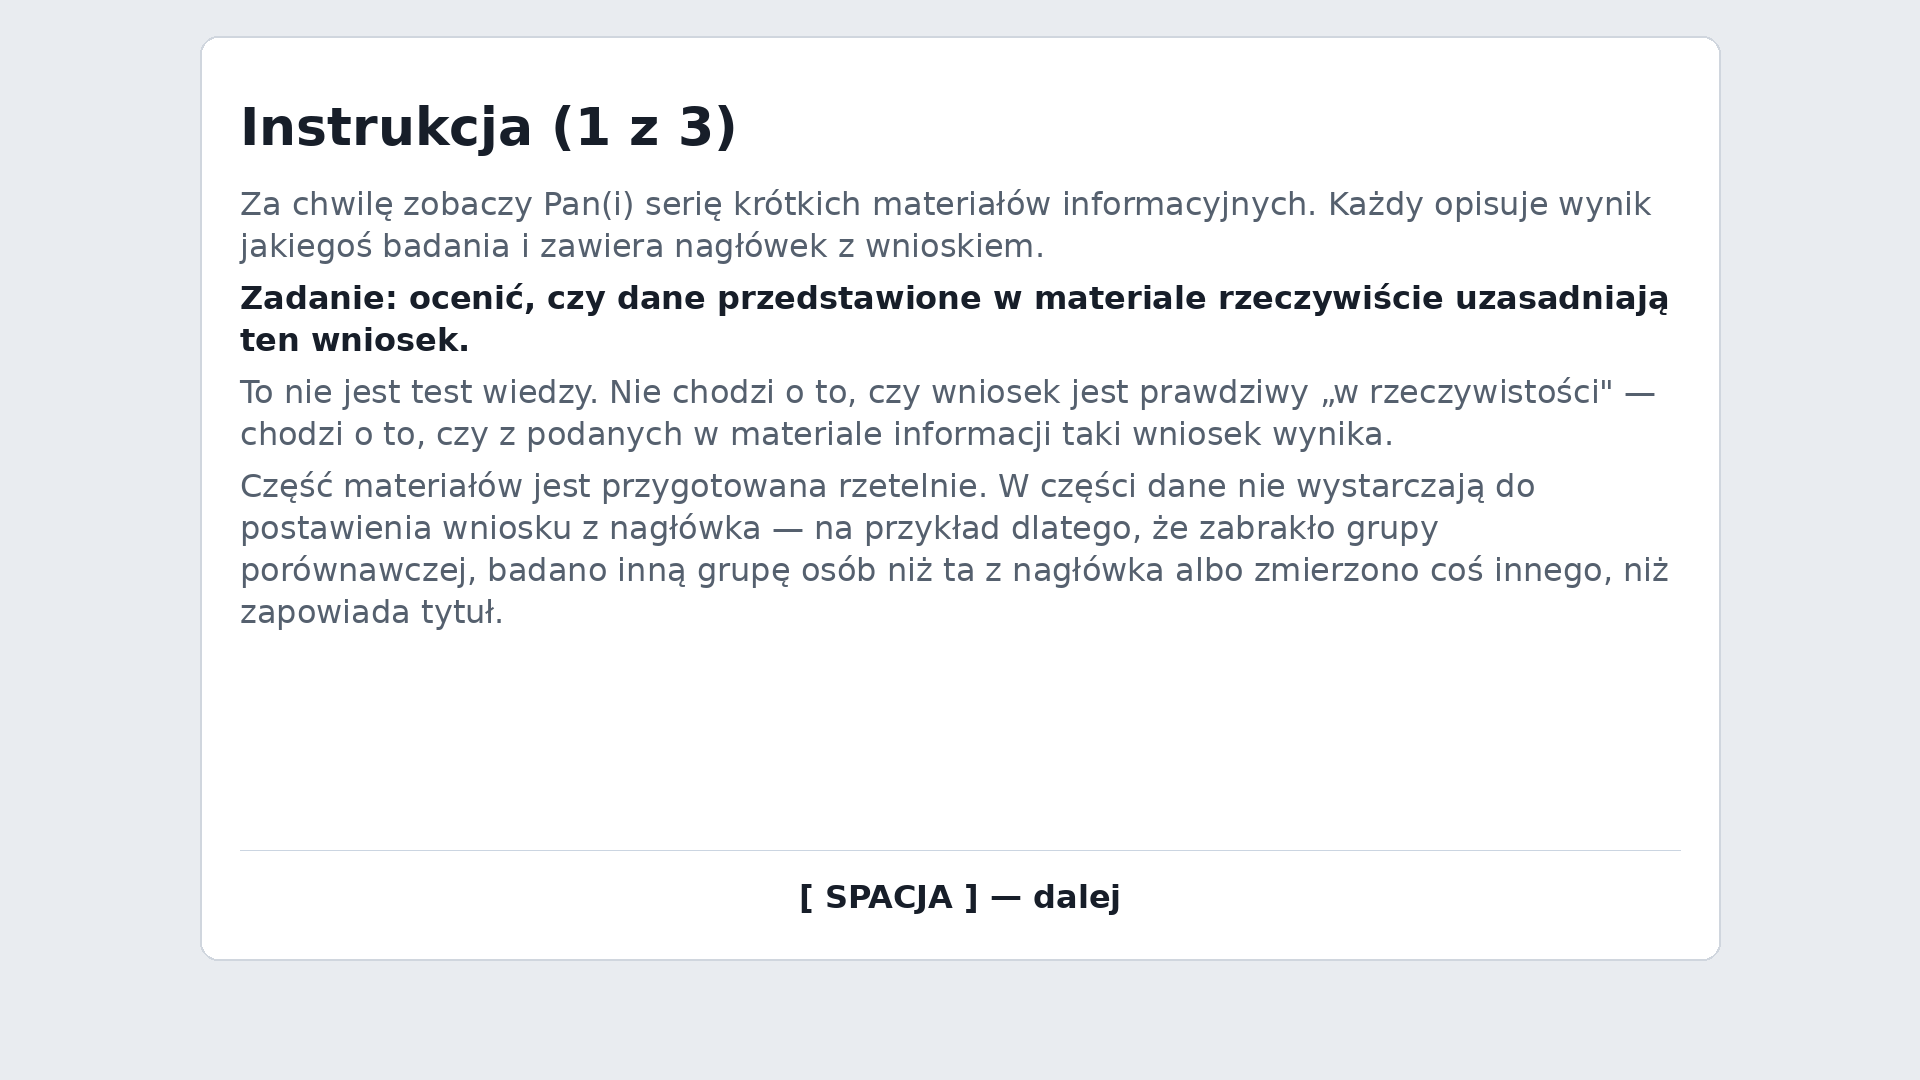 Instrukcja (1 z 3)
Za chwilę zobaczy Pan(i) serię krótkich materiałów informacyjnych. Każdy opisuje wynik
jakiegoś badania i zawiera nagłówek z wnioskiem.
Zadanie: ocenić, czy dane przedstawione w materiale rzeczywiście uzasadniają
ten wniosek.
To nie jest test wiedzy. Nie chodzi o to, czy wniosek jest prawdziwy „w rzeczywistości" —
chodzi o to, czy z podanych w materiale informacji taki wniosek wynika.
Część materiałów jest przygotowana rzetelnie. W części dane nie wystarczają do
postawienia wniosku z nagłówka — na przykład dlatego, że zabrakło grupy
porównawczej, badano inną grupę osób niż ta z nagłówka albo zmierzono coś innego, niż
zapowiada tytuł.
[ SPACJA ] — dalej